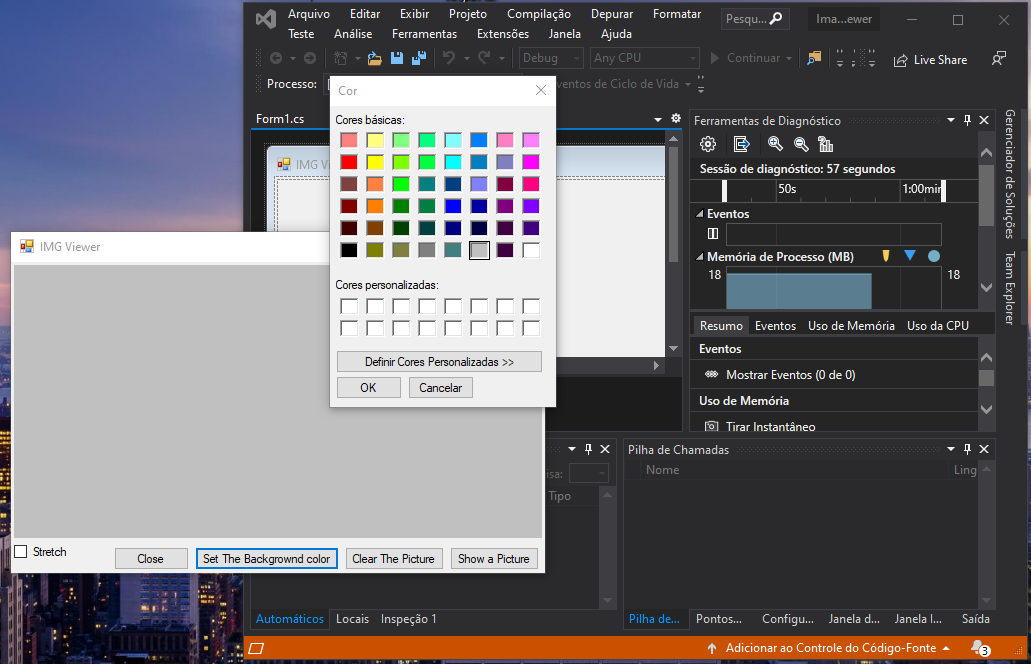 Arquivo Editar Exibir Projeto Compilação Depurar Formatar
Teste Análise Ferramentas Extensões Janela Ajuda
Pesqu...
Ima...ewer
Debug
Any CPU
Continuar
Live Share
Processo:
entos de Ciclo de Vida
Form1.cs
IMG Vi
Cor
Cores básicas:
Cores personalizadas:
Definir Cores Personalizadas >>
OK
Cancelar
IMG Viewer
Stretch
Close
Set The Backgrownd color
Clear The Picture
Show a Picture
Ferramentas de Diagnóstico
Sessão de diagnóstico: 57 segundos
50s
1:00min
Eventos
Memória de Processo (MB)
18
18
Resumo Eventos Uso de Memória Uso da CPU
Eventos
Mostrar Eventos (0 de 0)
Uso de Memória
Tirar Instantâneo
Gerenciador de Soluções
Team Explorer
isa:
Tipo
Automáticos Locais Inspeção 1
Pilha de Chamadas
Nome
Ling
Pilha de... Pontos... Configu... Janela d... Janela I... Saída
Adicionar ao Controle do Código-Fonte
3